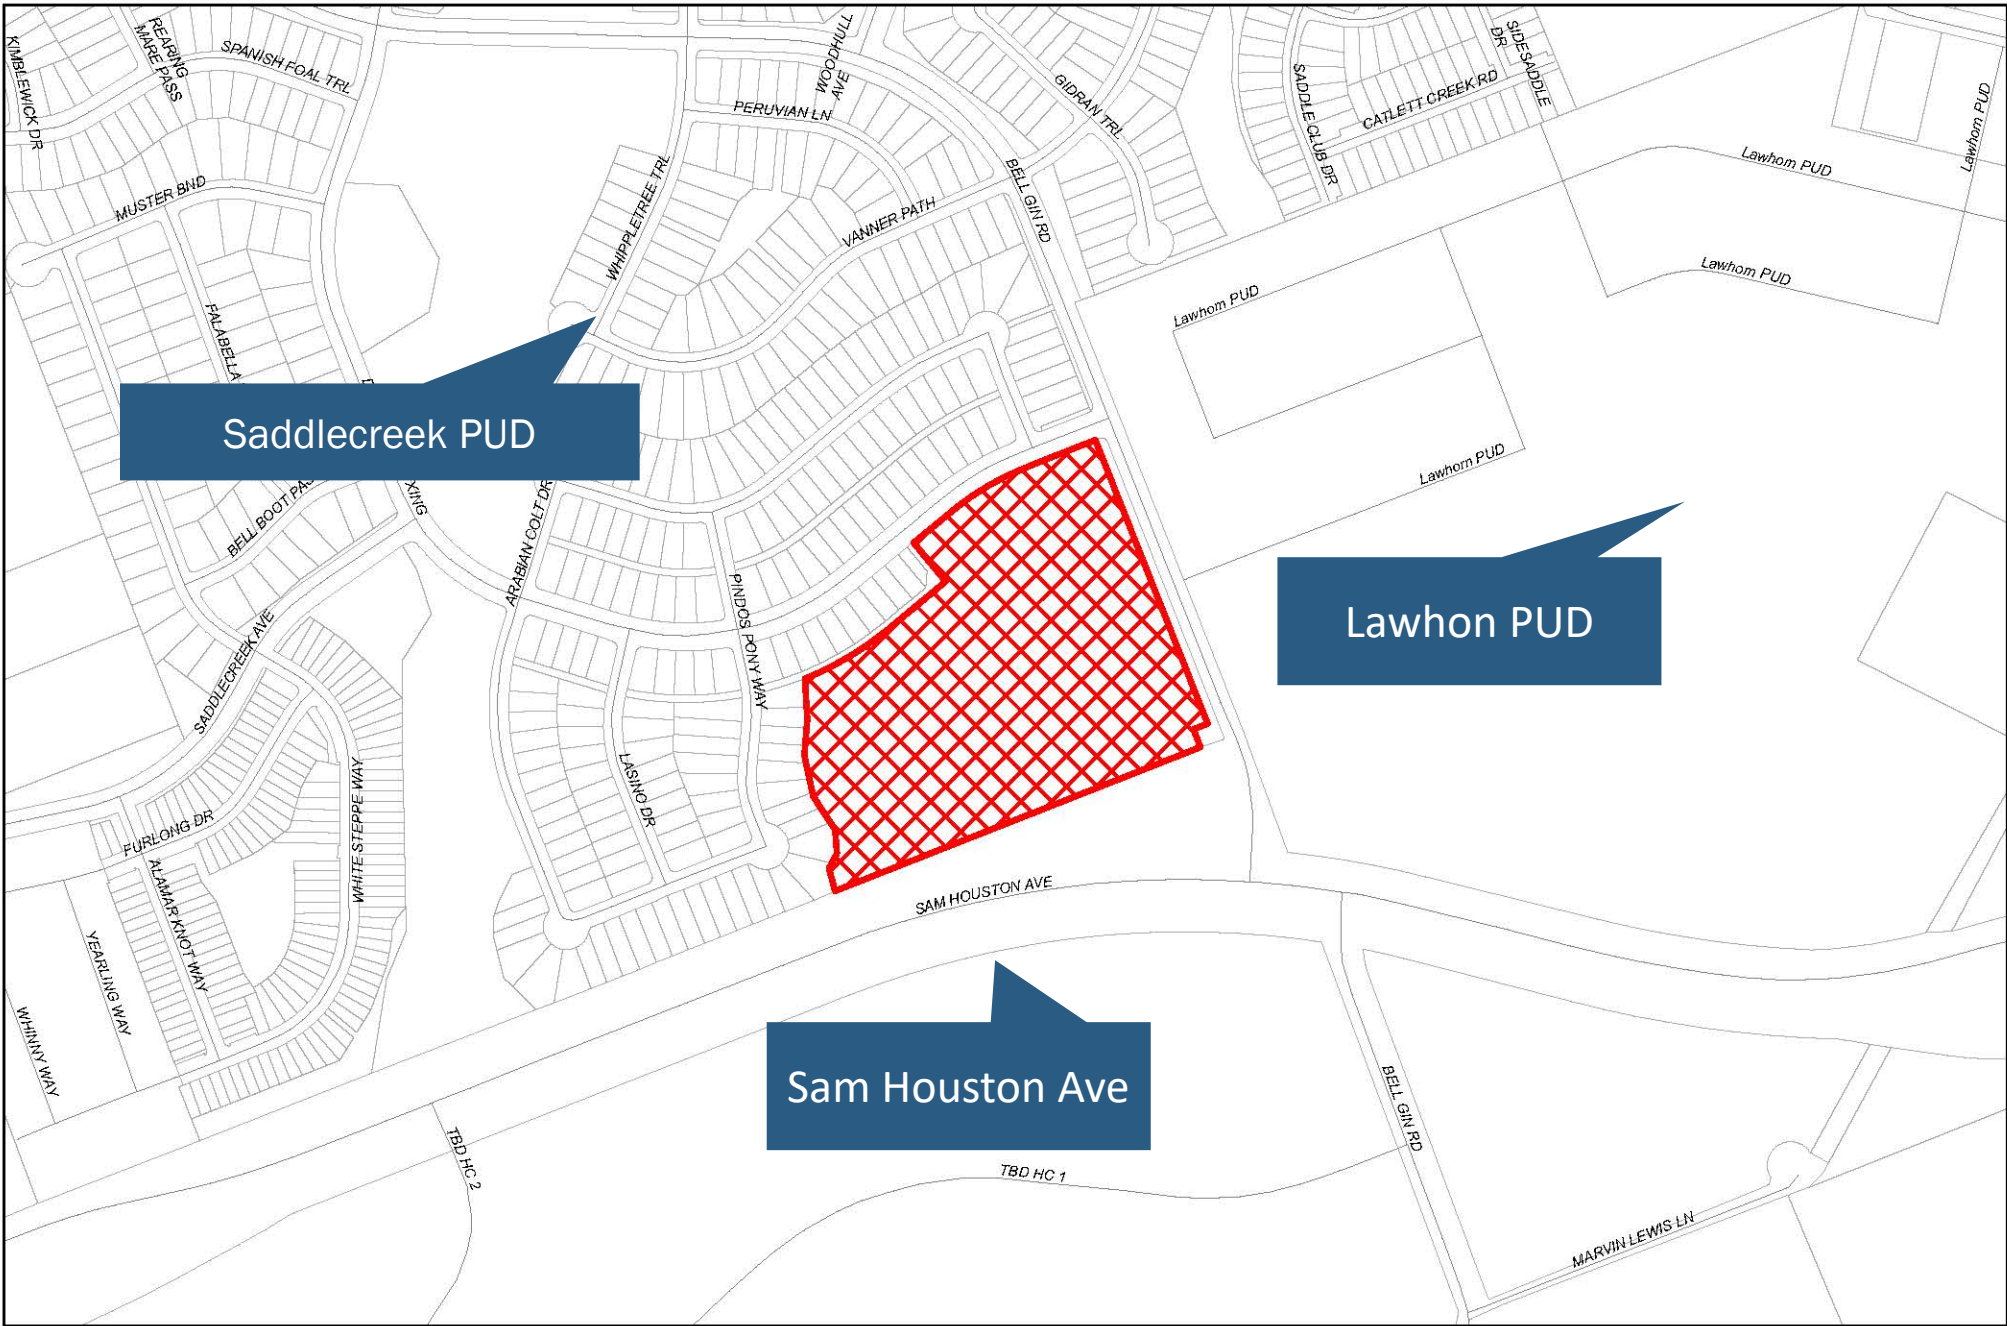 KIMBLEWICK DR
REARING
MARE PASS
SPANISH FOAL TRL
WOODHULL
AVE
PERUVIAN LN
GIDRAN TRL
SADDLE CLUB DR
CATLETT CREEK RD
SIDESADDLE
DR
Lawhom PUD
Lawhom PUD
Lawhom PUD
Lawhom PUD
Lawhom PUD
MUSTER BND
WHIPPLETREE TRL
VANNER PATH
BELL GIN RD
FALABELLA
Saddlecreek PUD
BELL BOOT
XING
ARABIAN COLT DR
PINDOS PONY WAY
Lawhon PUD
SADDLECREEK AVE
LASINO DR
WHITE STEPPE WAY
FURLONG DR
ALAMAR KNOT WAY
YEARLING WAY
WHINNY WAY
SAM HOUSTON AVE
Sam Houston Ave
BELL GIN RD
TBD HC 2
TBD HC 1
MARVIN LEWIS LN